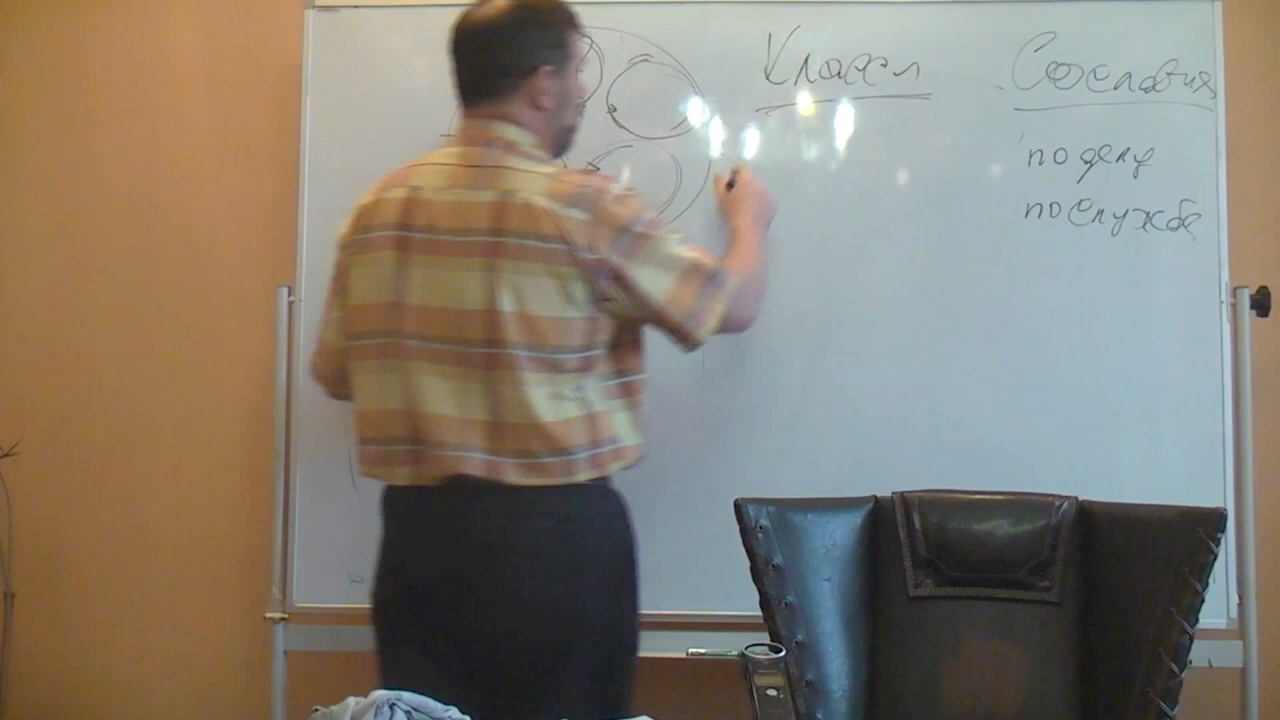 Классы
Сословия
по делу
по службе